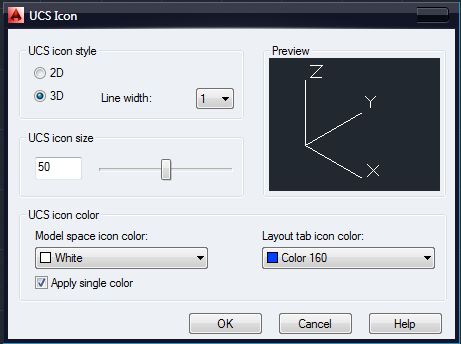 UCS Icon
UCS icon style
2D
3D
Line width:
1
Preview
Z
Y
X
UCS icon size
50
UCS icon color
Model space icon color:
White
Apply single color
Layout tab icon color:
Color 160
OK
Cancel
Help